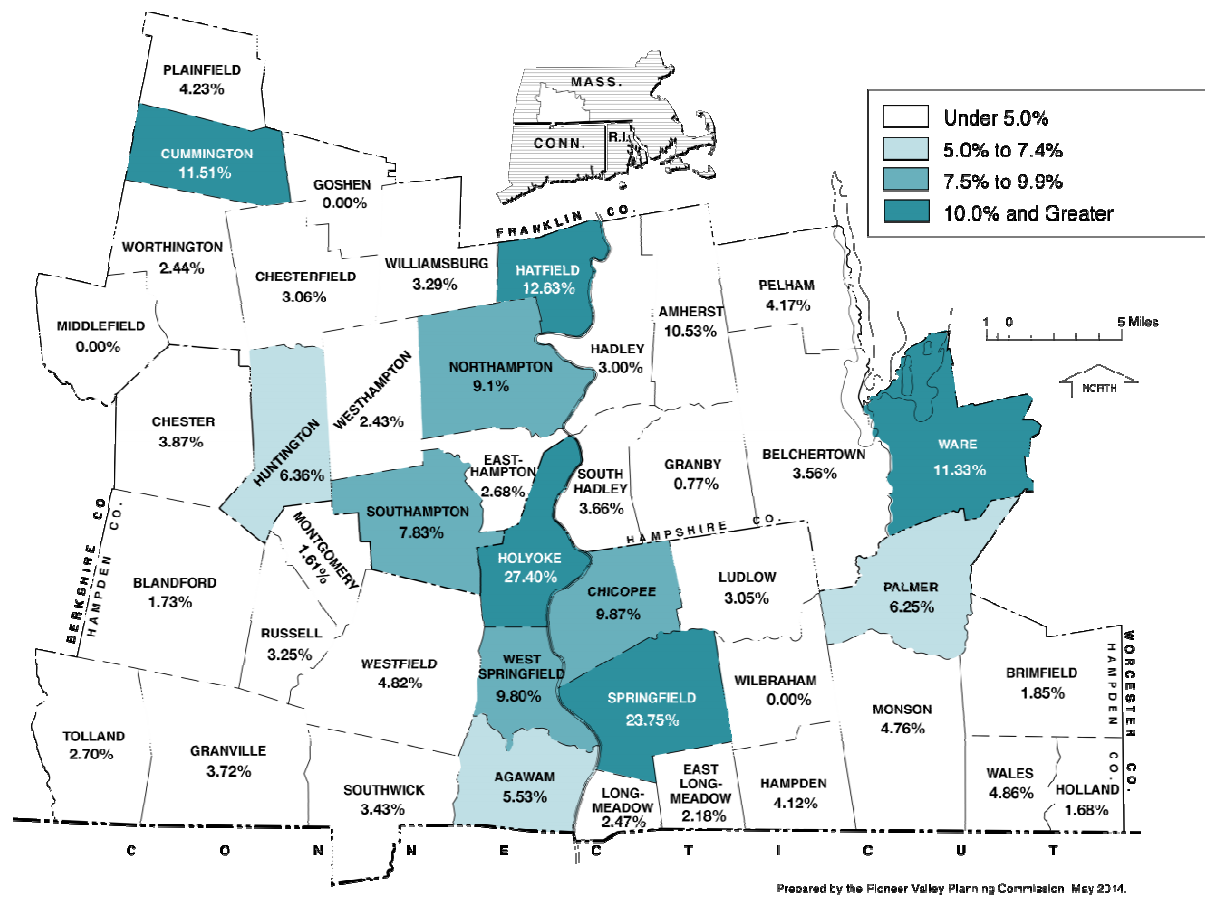 PLAINFIELD
4.23%
MASS.
CONN.
R.I.
Under 5.0%
5.0% to 7.4%
7.5% to 9.9%
10.0% and Greater
CUMMINGTON
11.51%
GOSHEN
0.00%
FRANKLIN CO.
WORTHINGTON
2.44%
CHESTERFIELD
3.06%
WILLIAMSBURG
3.29%
HATFIELD
12.63%
PELHAM
4.17%
AMHERST
10.53%
MIDDLEFIELD
0.00%
HADLEY
3.00%
1 0 5 Miles
NORTH
NORTHAMPTON
9.1%
WESTHAMPTON
2.43%
CHESTER
3.87%
HUNTINGTON
6.36%
EAST-
HAMPTON
2.68%
SOUTH
HADLEY
3.66%
GRANBY
0.77%
BELCHERTOWN
3.56%
WARE
11.33%
SOUTHAMPTON
7.83%
MONTGOMERY
1.61%
HAMPSHIRE CO.
BERKSHIRE CO
HAMPDEN CO.
HOLYOKE
27.40%
CHICOPEE
9.87%
LUDLOW
3.05%
PALMER
6.25%
BLANDFORD
1.73%
RUSSELL
3.25%
WESTFIELD
4.82%
WEST
SPRINGFIELD
9.80%
SPRINGFIELD
23.75%
WILBRAHAM
0.00%
MONSON
4.76%
BRIMFIELD
1.85%
HAMPDEN CO.
WORCESTER CO.
TOLLAND
2.70%
GRANVILLE
3.72%
SOUTHWICK
3.43%
AGAWAM
5.53%
LONG-
MEADOW
2.47%
EAST
LONG-
MEADOW
2.18%
HAMPDEN
4.12%
WALES
4.86%
HOLLAND
1.68%
CONNECTICUT
Prepared by the Pioneer Valley Planning Commission May 2014.